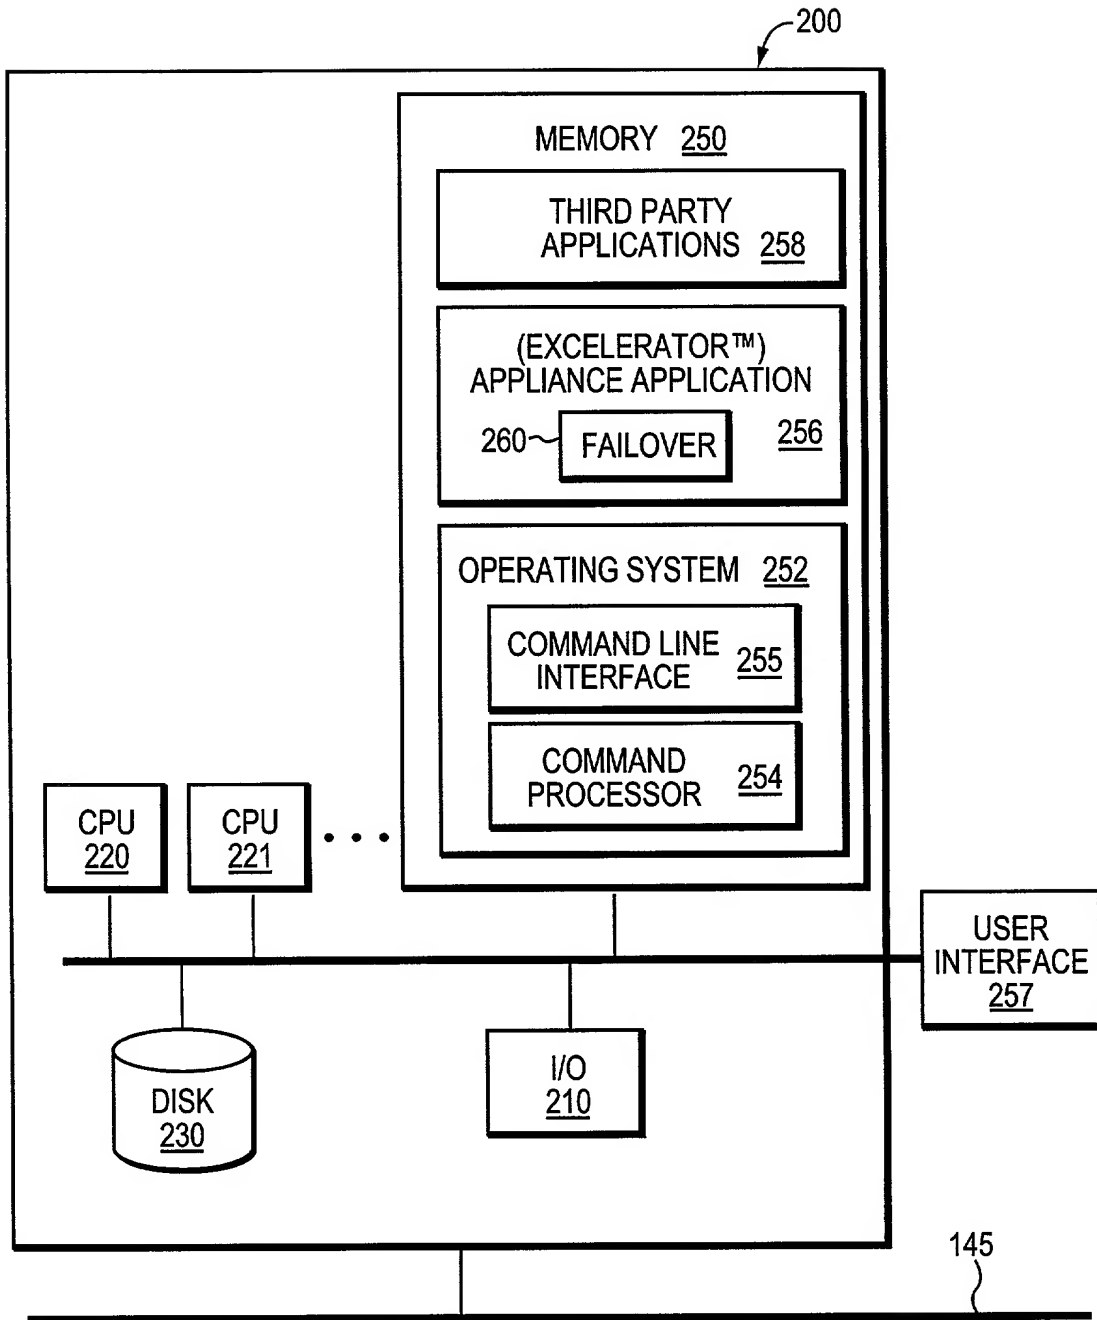 200
MEMORY 250
THIRD PARTY
APPLICATIONS 258
(EXCELERATOR™)
APPLIANCE APPLICATION
256
260
FAILOVER
OPERATING SYSTEM 252
COMMAND LINE
INTERFACE 255
COMMAND
PROCESSOR 254
CPU
220
CPU
221
• • •
USER
INTERFACE
257
DISK
230
I/O
210
145